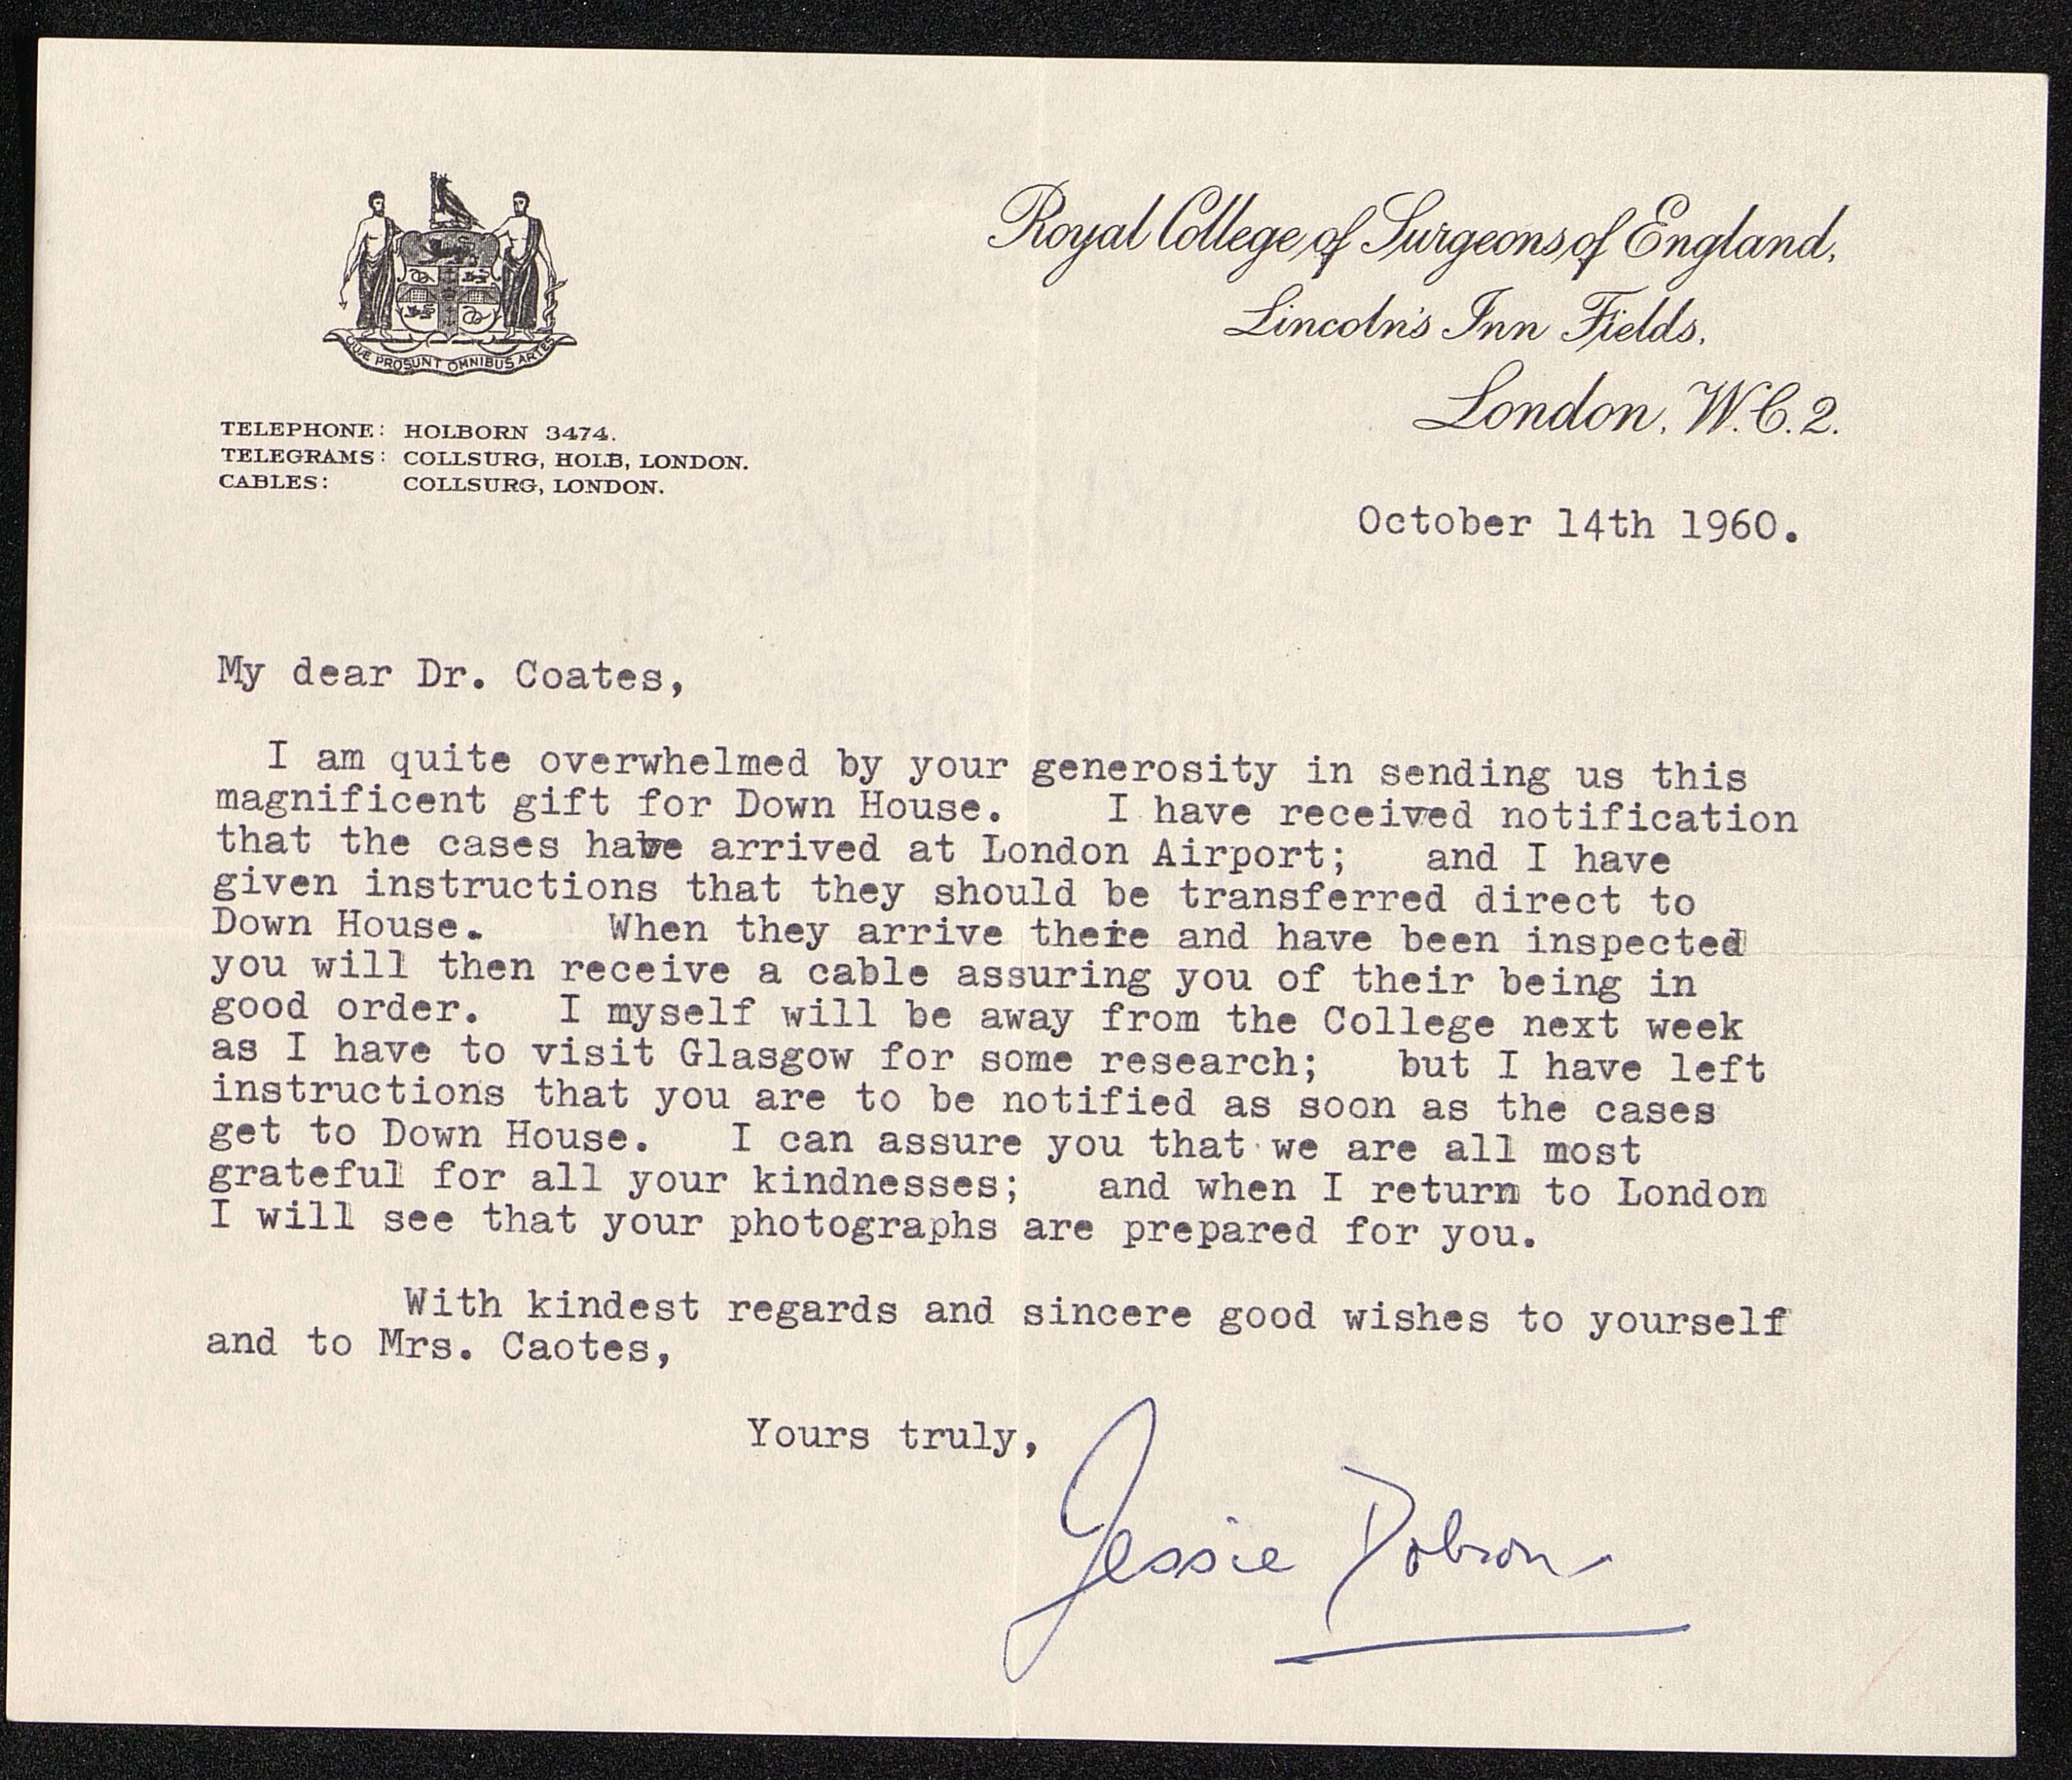 QUÆ PROSUNT OMNIBUS ARTES
Royal College of Surgeons of England,
Lincoln's Inn Fields,
London, W.C.2.
TELEPHONE: HOLBORN 3474.
TELEGRAMS: COLLSURG, HOLB, LONDON.
CABLES: COLLSURG, LONDON.
October 14th 1960.
My dear Dr. Coates,
I am quite overwhelmed by your generosity in sending us this
magnificent gift for Down House. I have received notification
that the cases have arrived at London Airport; and I have
given instructions that they should be transferred direct to
Down House. When they arrive there and have been inspected
you will then receive a cable assuring you of their being in
good order. I myself will be away from the College next week
as I have to visit Glasgow for some research; but I have left
instructions that you are to be notified as soon as the cases
get to Down House. I can assure you that we are all most
grateful for all your kindnesses; and when I return to London
I will see that your photographs are prepared for you.
With kindest regards and sincere good wishes to yourself
and to Mrs. Caotes,
Yours truly,
Jessie Dobson